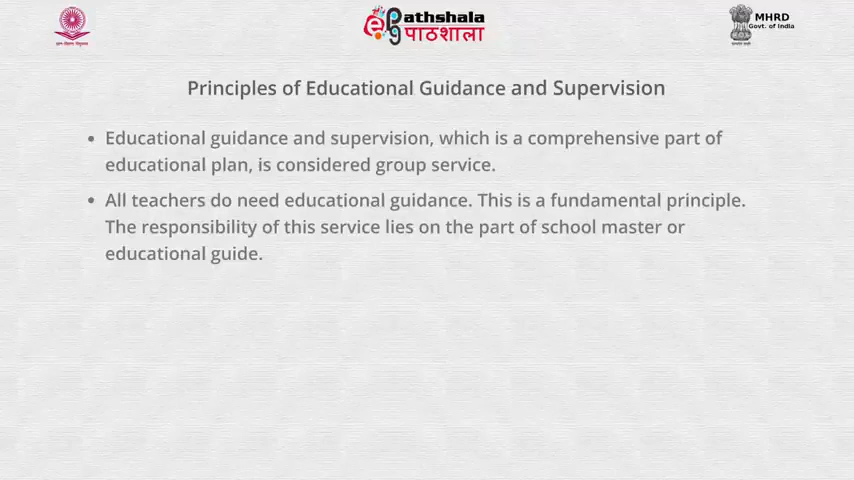 ePathshala
पाठशाला
MHRD
Govt. of India
Principles of Educational Guidance and Supervision
• Educational guidance and supervision, which is a comprehensive part of
educational plan, is considered group service.
• All teachers do need educational guidance. This is a fundamental principle.
The responsibility of this service lies on the part of school master or
educational guide.